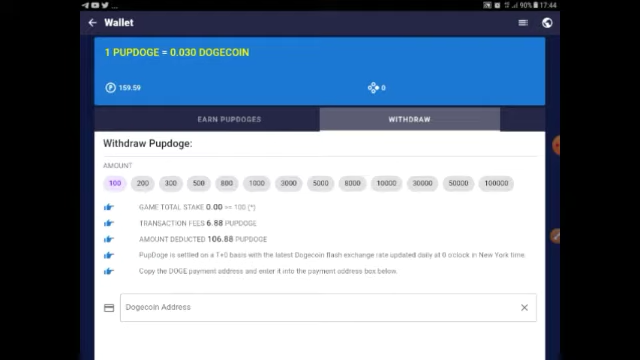 90% 17:44
Wallet
1 PUPDOGE = 0.030 DOGECOIN
159.59 0
EARN PUPDOGES WITHDRAW
Withdraw Pupdoge:
AMOUNT
100 200 300 500 800 1000 3000 5000 8000 10000 30000 50000 100000
GAME TOTAL STAKE 0.00 >= 100 (*)
TRANSACTION FEES 6.88 PUPDOGE
AMOUNT DEDUCTED 106.88 PUPDOGE
PupDoge is settled on a T+0 basis with the latest Dogecoin flash exchange rate updated daily at 0 o'clock in New York time.
Copy the DOGE payment address and enter it into the payment address box below.
Dogecoin Address